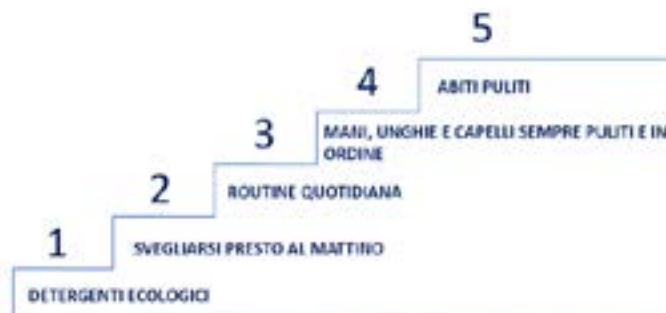 5
4
ABITI PULITI
3
MANI, UNGHIE E CAPELLI SEMPRE PULITI E IN
ORDINE
2
ROUTINE QUOTIDIANA
1
SVEGLIARSI PRESTO AL MATTINO
DETERGENTI ECOLOGICI